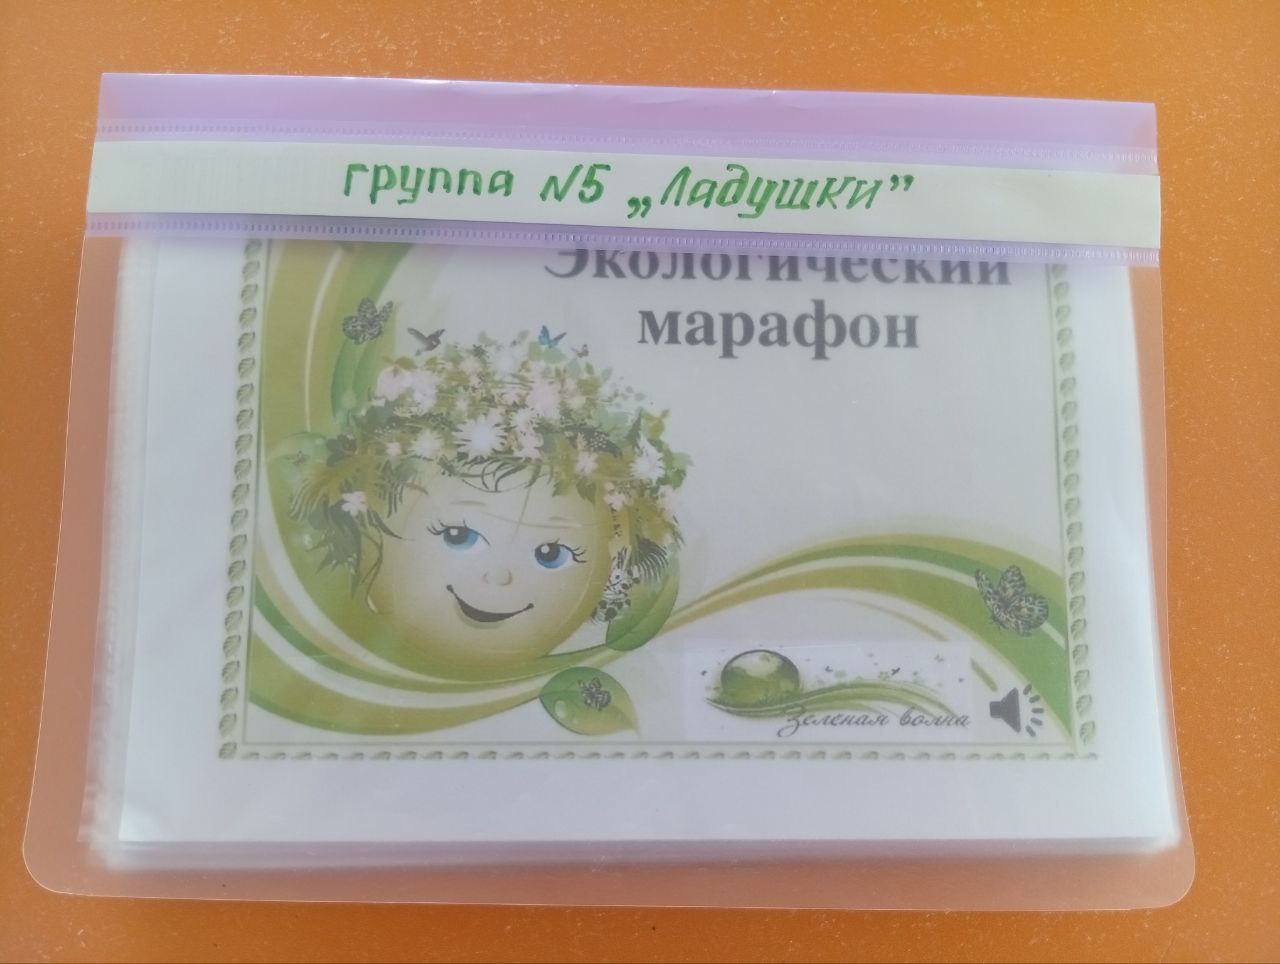 группа №5 „Ладушки”
Экологический
марафон
Зеленая волна